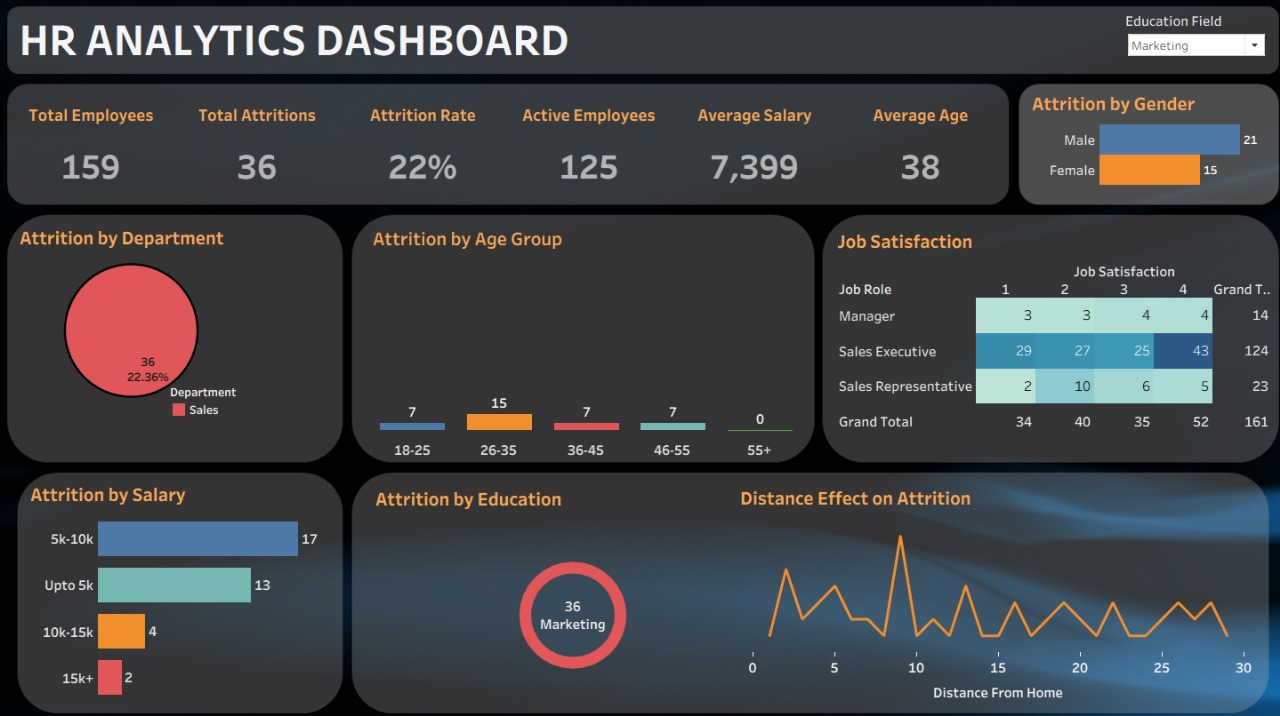 HR ANALYTICS DASHBOARD
Education Field
Marketing
Total Employees Total Attritions Attrition Rate Active Employees Average Salary Average Age
159 36 22% 125 7,399 38
Attrition by Gender
Male 21
Female 15
Attrition by Department
36
22.36%
Department
Sales
Attrition by Age Group
7 15 7 7 0
18-25 26-35 36-45 46-55 55+
Job Satisfaction
Job Satisfaction
Job Role 1 2 3 4 Grand T..
Manager 3 3 4 4 14
Sales Executive 29 27 25 43 124
Sales Representative 2 10 6 5 23
Grand Total 34 40 35 52 161
Attrition by Salary
5k-10k 17
Upto 5k 13
10k-15k 4
15k+ 2
Attrition by Education
36
Marketing
Distance Effect on Attrition
0 5 10 15 20 25 30
Distance From Home